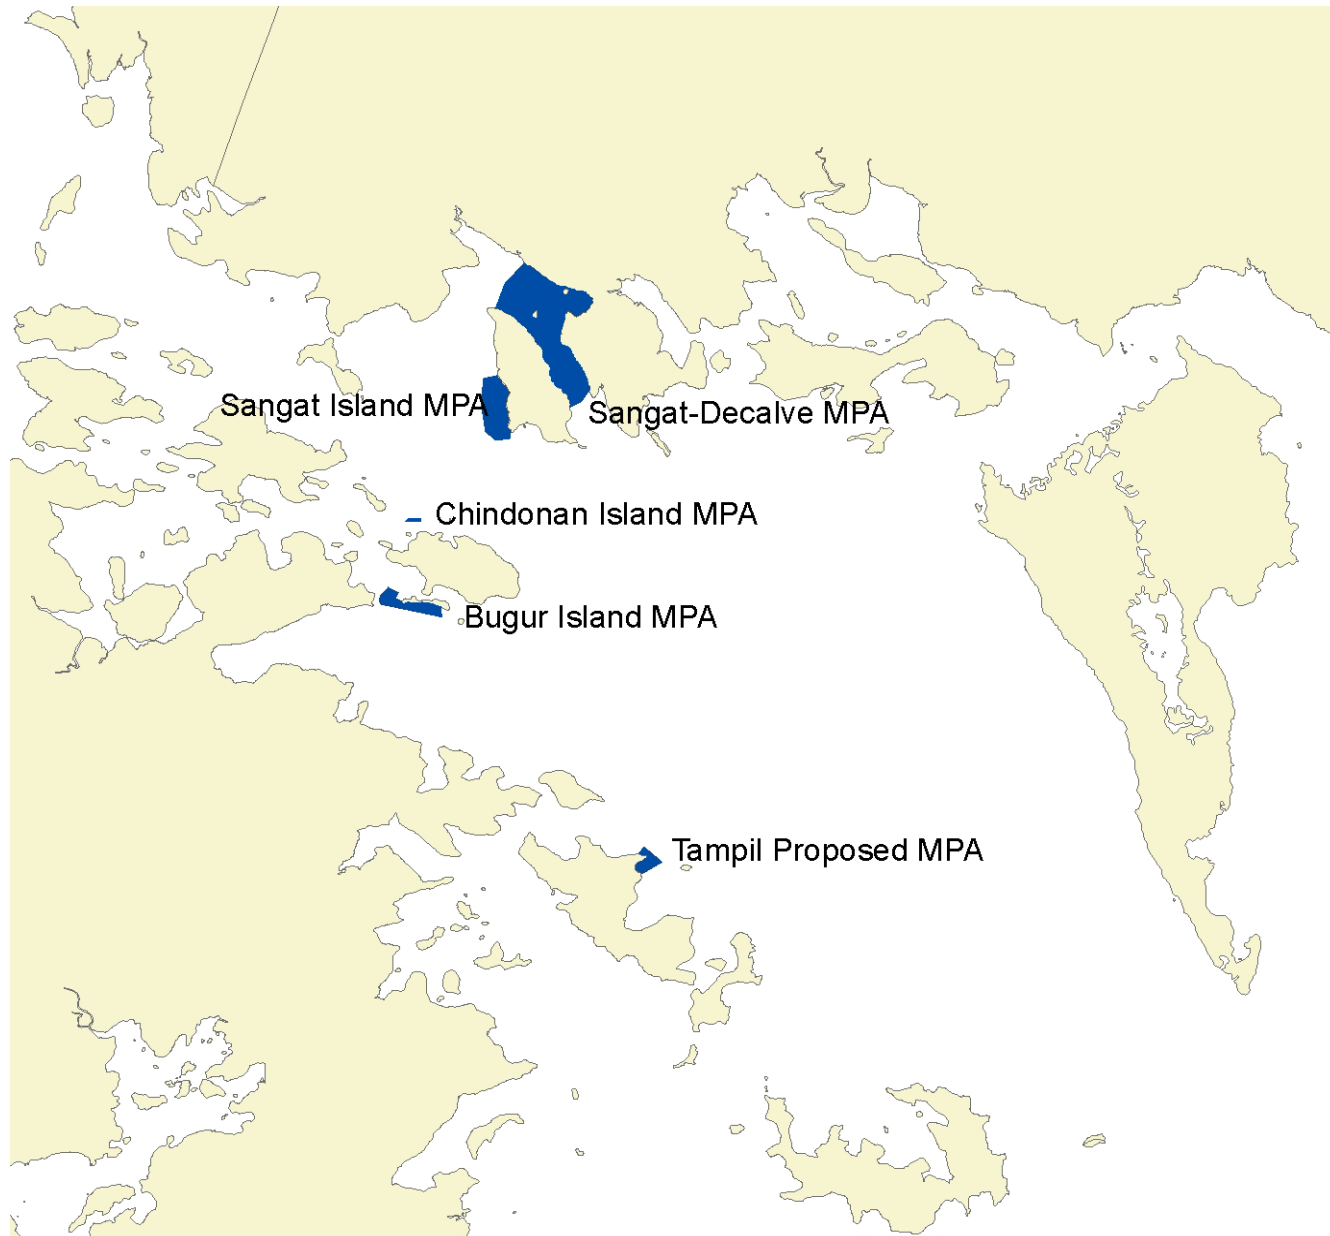 Sangat Island MPA
Sangat-Decalve MPA
Chindonan Island MPA
Bugur Island MPA
Tampil Proposed MPA